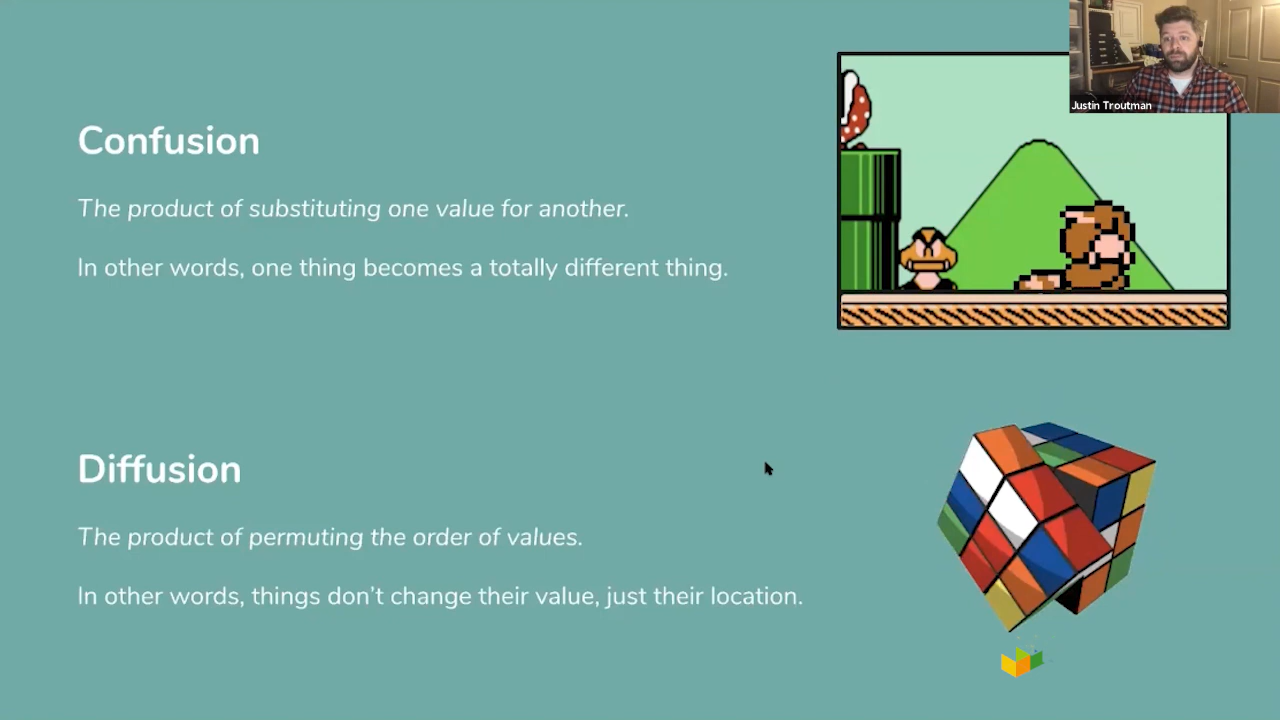 Justin Troutman
Confusion
The product of substituting one value for another.
In other words, one thing becomes a totally different thing.
Diffusion
The product of permuting the order of values.
In other words, things don't change their value, just their location.